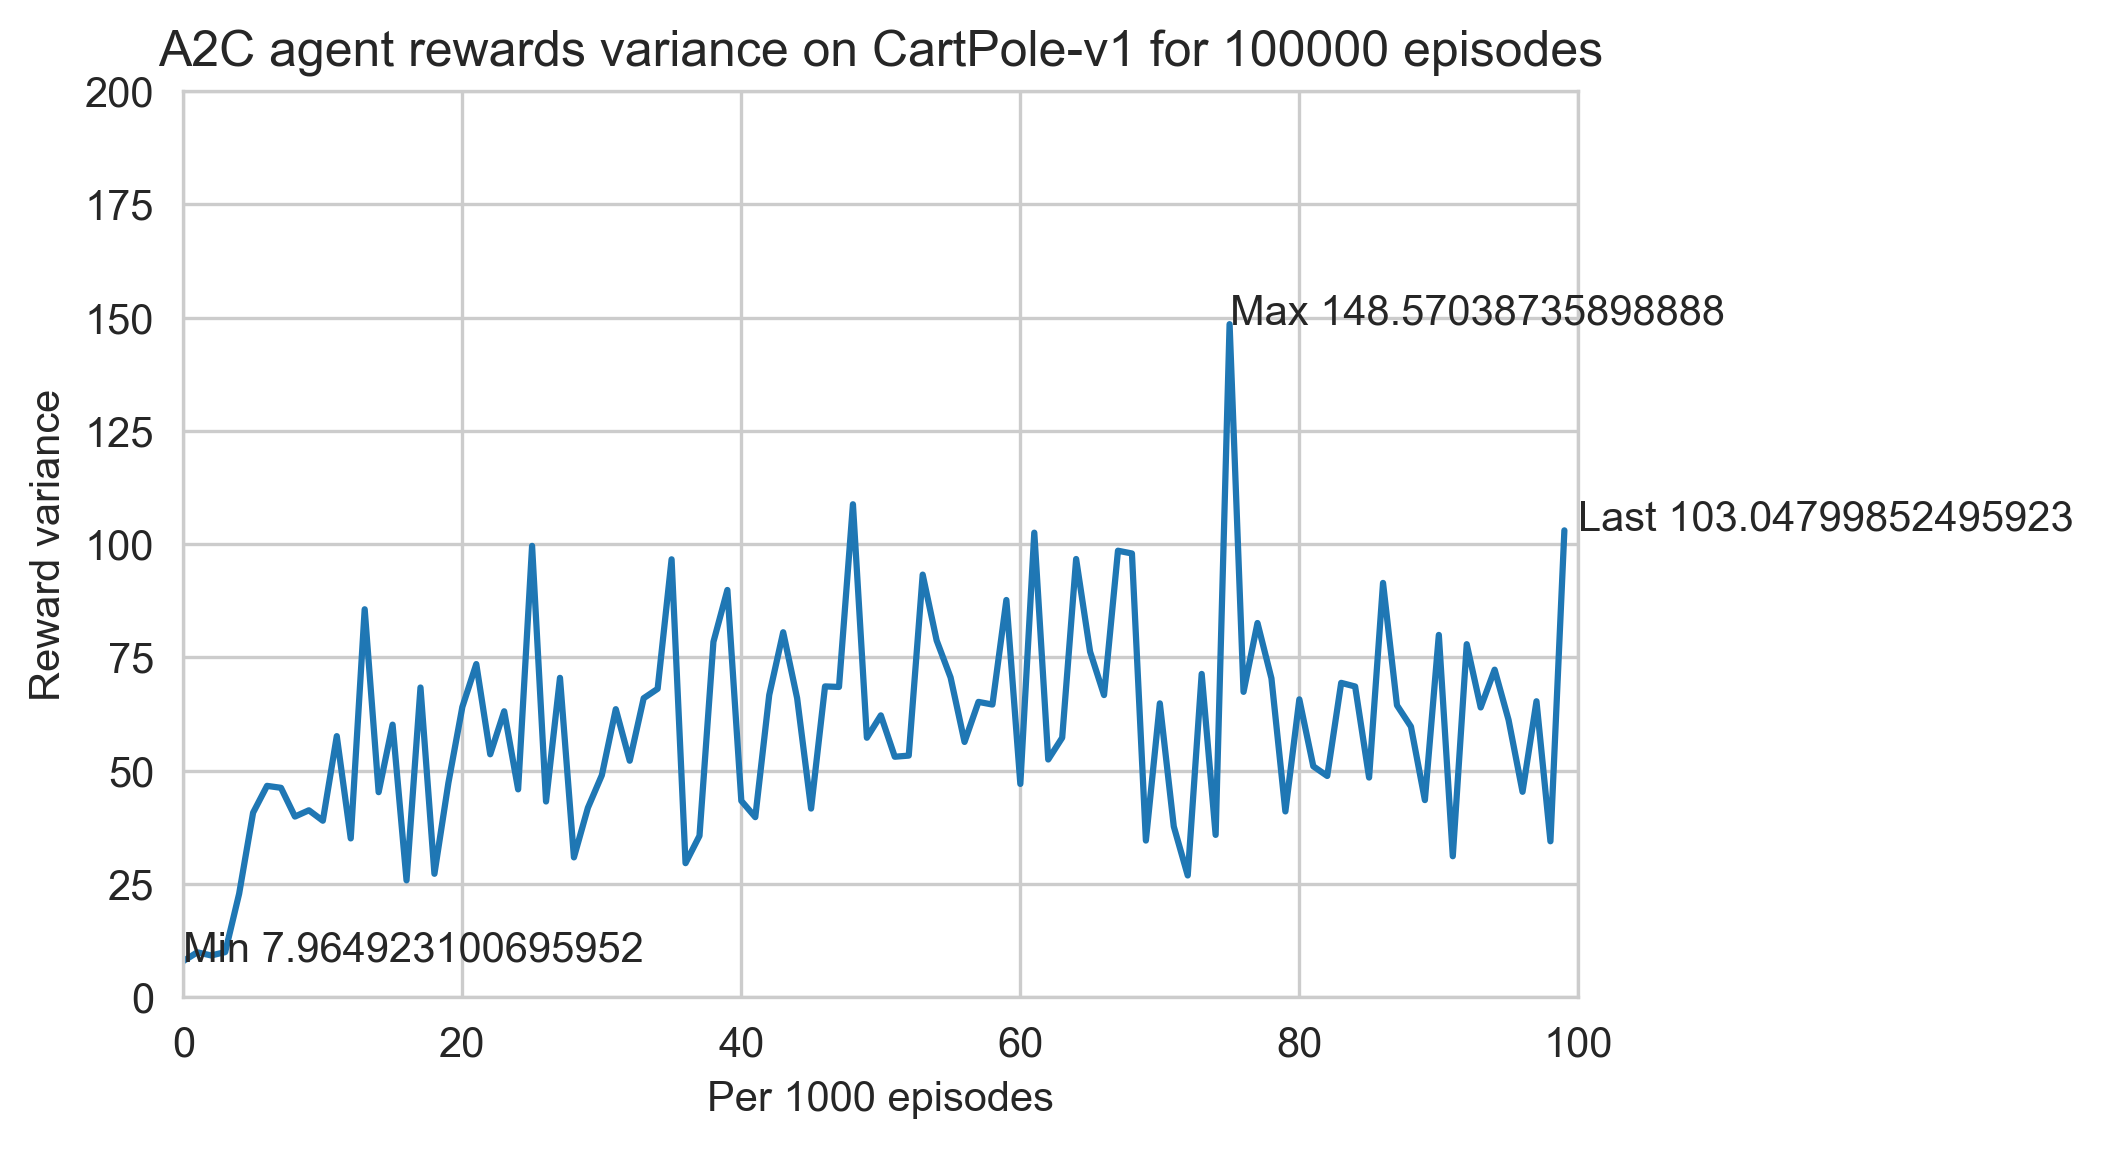 A2C agent rewards variance on CartPole-v1 for 100000 episodes
200
175
150
125
100
75
50
25
0
Reward variance
Max 148.57038735898888
Last 103.04799852495923
Min 7.964923100695952
0 20 40 60 80 100
Per 1000 episodes